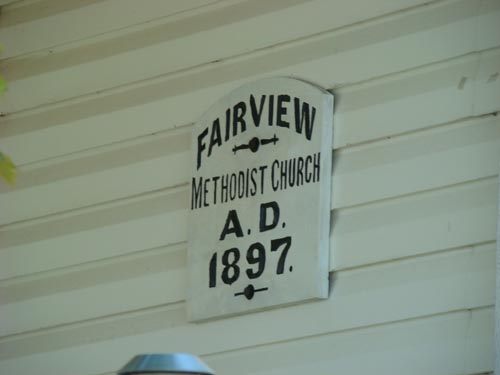 FAIRVIEW
METHODIST CHURCH
A.D.
1897.